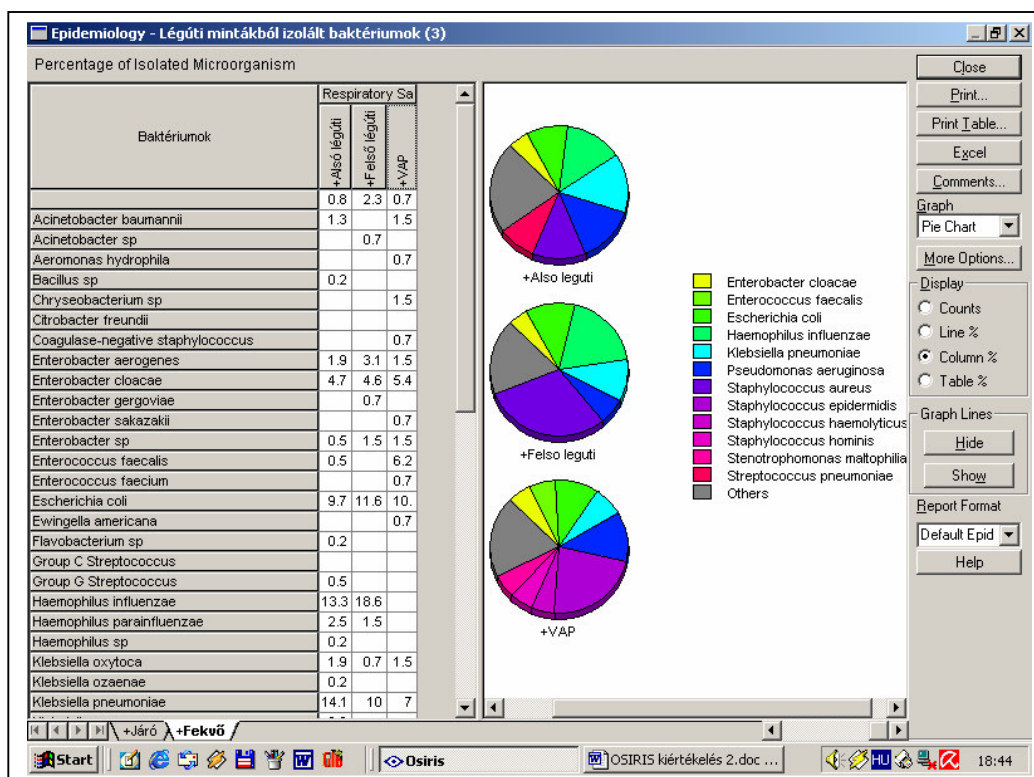 Epidemiology - Légúti mintákból izolált baktériumok (3)
Percentage of Isolated Microorganism
Baktériumok
Respiratory Sa
+Alsó légúti
+Felső légúti
+VAP
0.8 2.3 0.7
Acinetobacter baumannii 1.3 1.5
Acinetobacter sp 0.7
Aeromonas hydrophila 0.7
Bacillus sp 0.2
Chryseobacterium sp 1.5
Citrobacter freundii
Coagulase-negative staphylococcus 0.7
Enterobacter aerogenes 1.9 3.1 1.5
Enterobacter cloacae 4.7 4.6 5.4
Enterobacter gergoviae 0.7
Enterobacter sakazakii 0.7
Enterobacter sp 0.5 1.5 1.5
Enterococcus faecalis 0.5 6.2
Enterococcus faecium 0.7
Escherichia coli 9.7 11.6 10.
Ewingella americana 0.7
Flavobacterium sp 0.2
Group C Streptococcus
Group G Streptococcus 0.5
Haemophilus influenzae 13.3 18.6
Haemophilus parainfluenzae 2.5 1.5
Haemophilus sp 0.2
Klebsiella oxytoca 1.9 0.7 1.5
Klebsiella ozaenae 0.2
Klebsiella pneumoniae 14.1 10 7
+Járó
+Fekvő
+Also leguti
+Felso leguti
+VAP
Enterobacter cloacae
Enterococcus faecalis
Escherichia coli
Haemophilus influenzae
Klebsiella pneumoniae
Pseudomonas aeruginosa
Staphylococcus aureus
Staphylococcus epidermidis
Staphylococcus haemolyticus
Staphylococcus hominis
Stenotrophomonas maltophilia
Streptococcus pneumoniae
Others
Close
Print...
Print Table...
Excel
Comments...
Graph
Pie Chart
More Options...
Display
Counts
Line %
Column %
Table %
Graph Lines
Hide
Show
Report Format
Default Epid
Help
Start
Osiris
OSIRIS kiértékelés 2.doc ...
HU
18:44